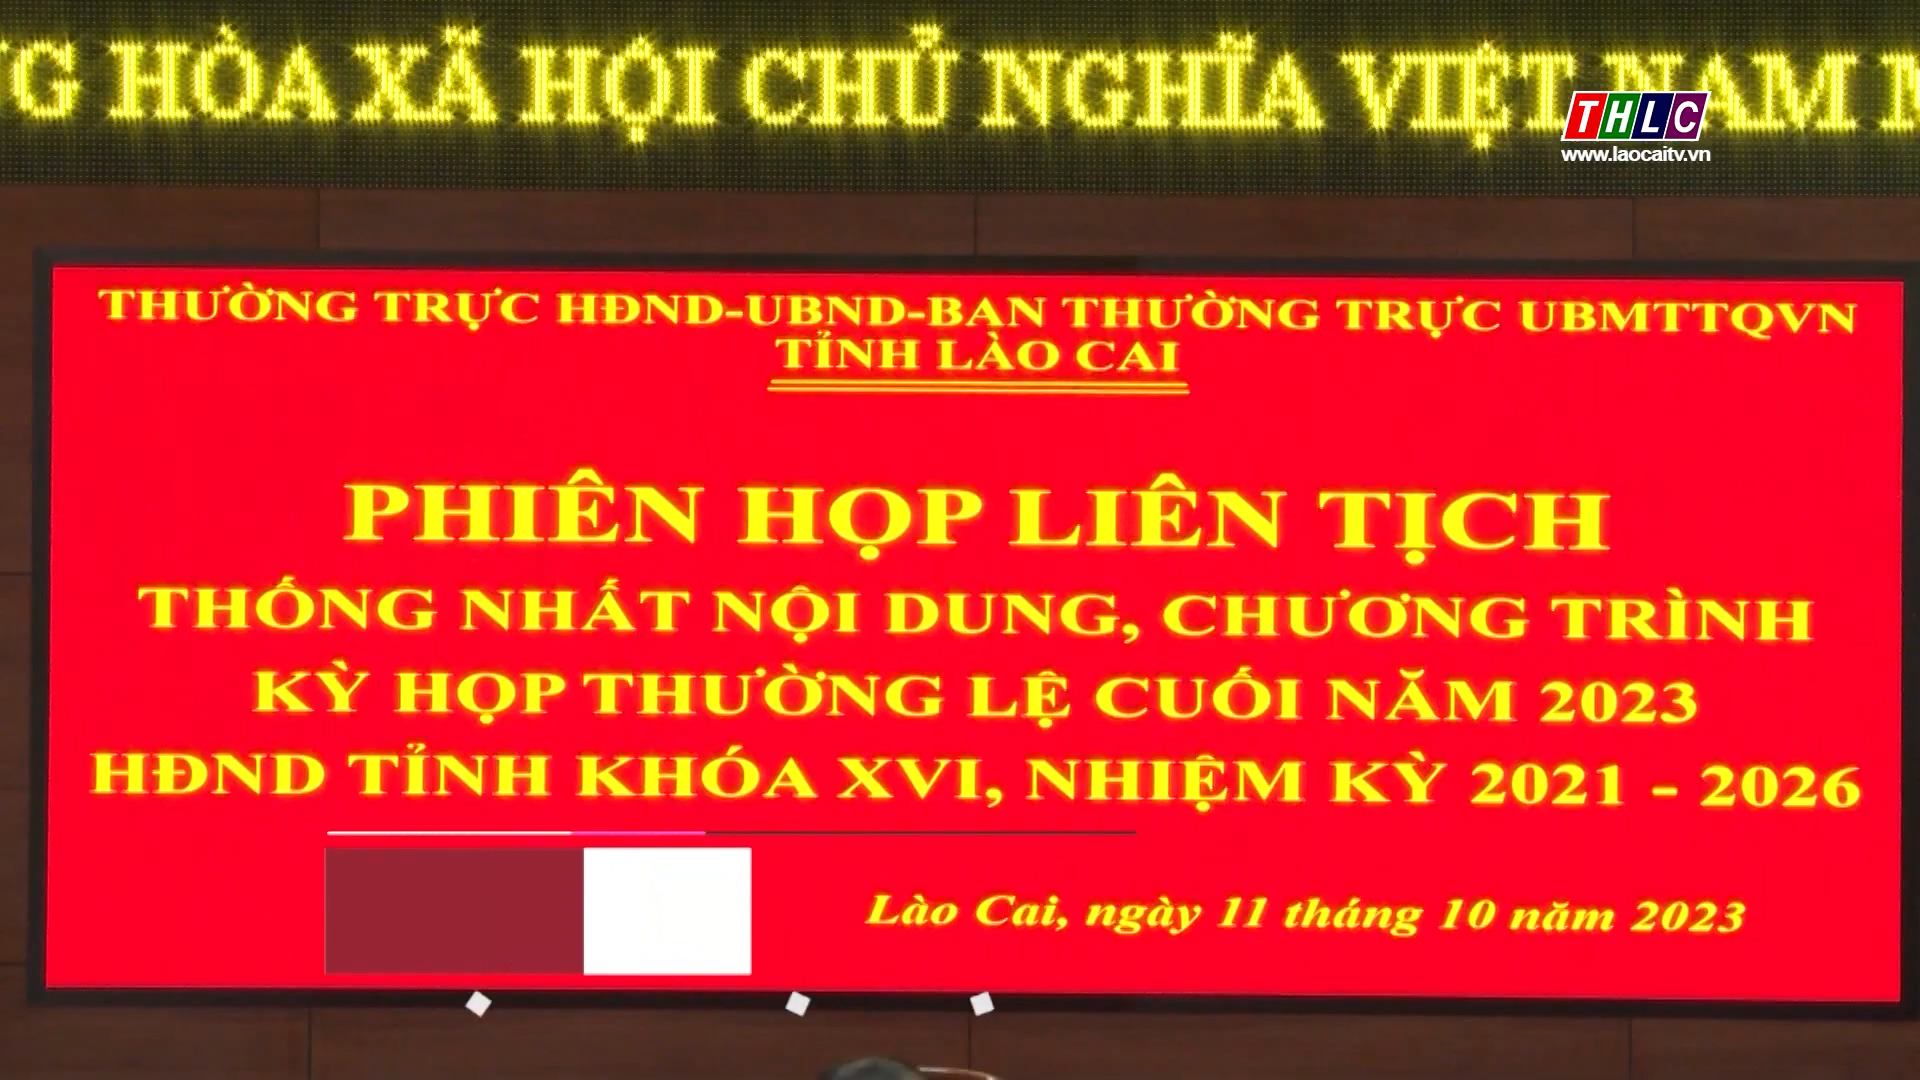 HÒA XÃ HỘI CHỦ NGHĨA VIỆT NAM
THLC
www.laocaitv.vn
THƯỜNG TRỰC HĐND-UBND-BAN THƯỜNG TRỰC UBMTTQVN
TỈNH LÀO CAI
PHIÊN HỌP LIÊN TỊCH
THỐNG NHẤT NỘI DUNG, CHƯƠNG TRÌNH
KỲ HỌP THƯỜNG LỆ CUỐI NĂM 2023
HĐND TỈNH KHÓA XVI, NHIỆM KỲ 2021 - 2026
Lào Cai, ngày 11 tháng 10 năm 2023